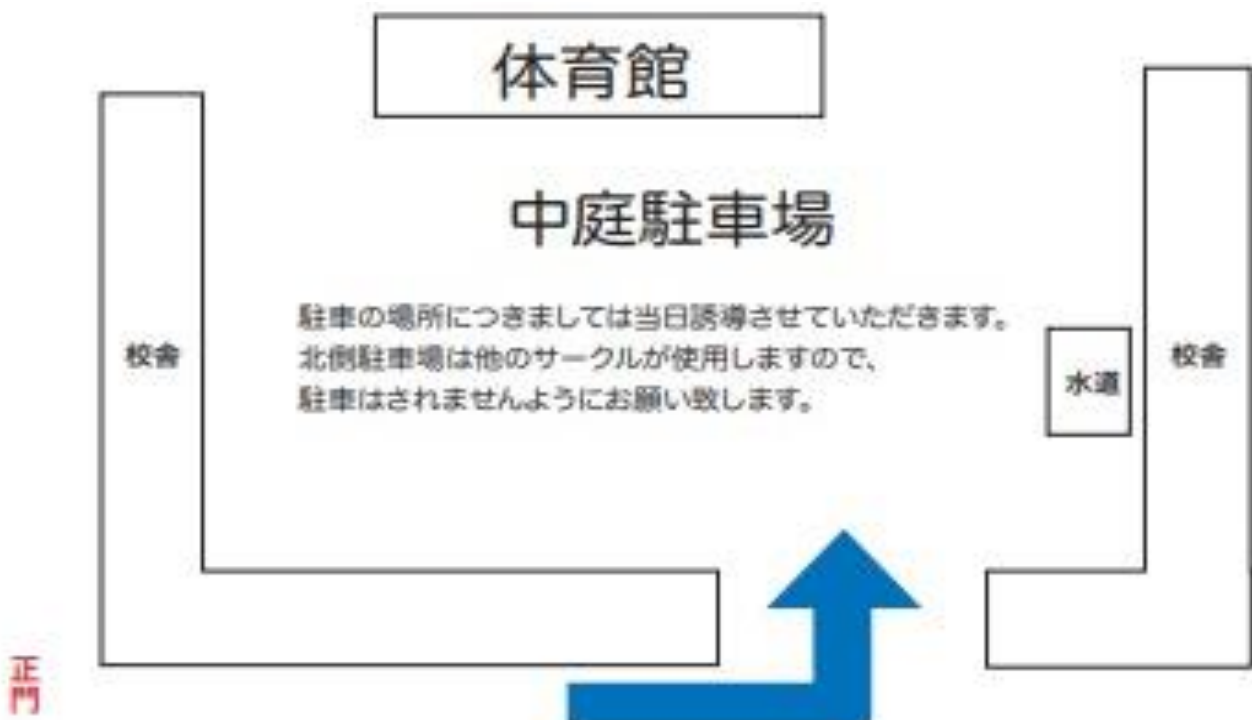 体育館
中庭駐車場
駐車の場所につきましては当日誘導させていただきます。
北側駐車場は他のサークルが使用しますので、
駐車はされませんようにお願い致します。
校舎
水道
校舎
正門